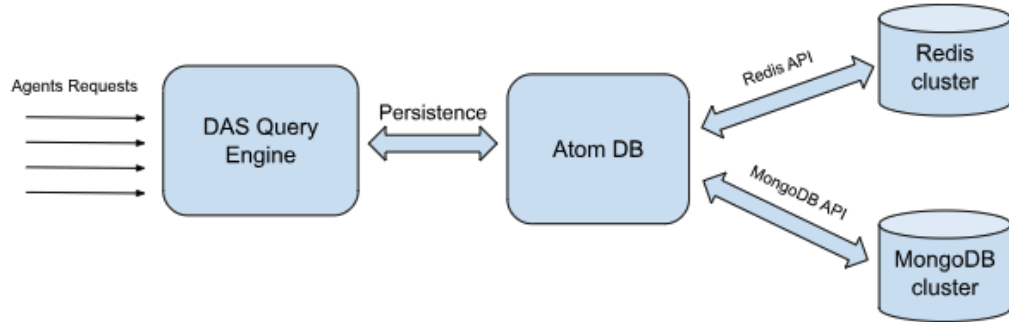 Agents Requests
DAS Query
Engine
Persistence
Atom DB
Redis API
Redis
cluster
MongoDB API
MongoDB
cluster